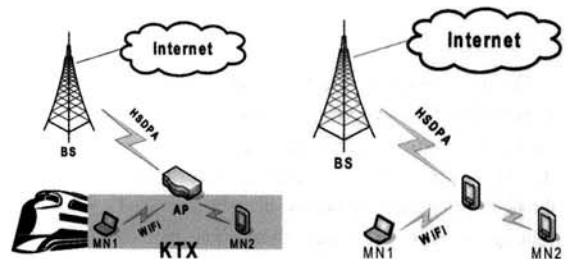 Internet
HSDPA
BS
AP
MN1
WIFI
MN2
KTX
Internet
HSDPA
BS
MN1
WIFI
MN2